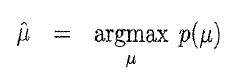 μ̂ = argmax p(μ)
μ